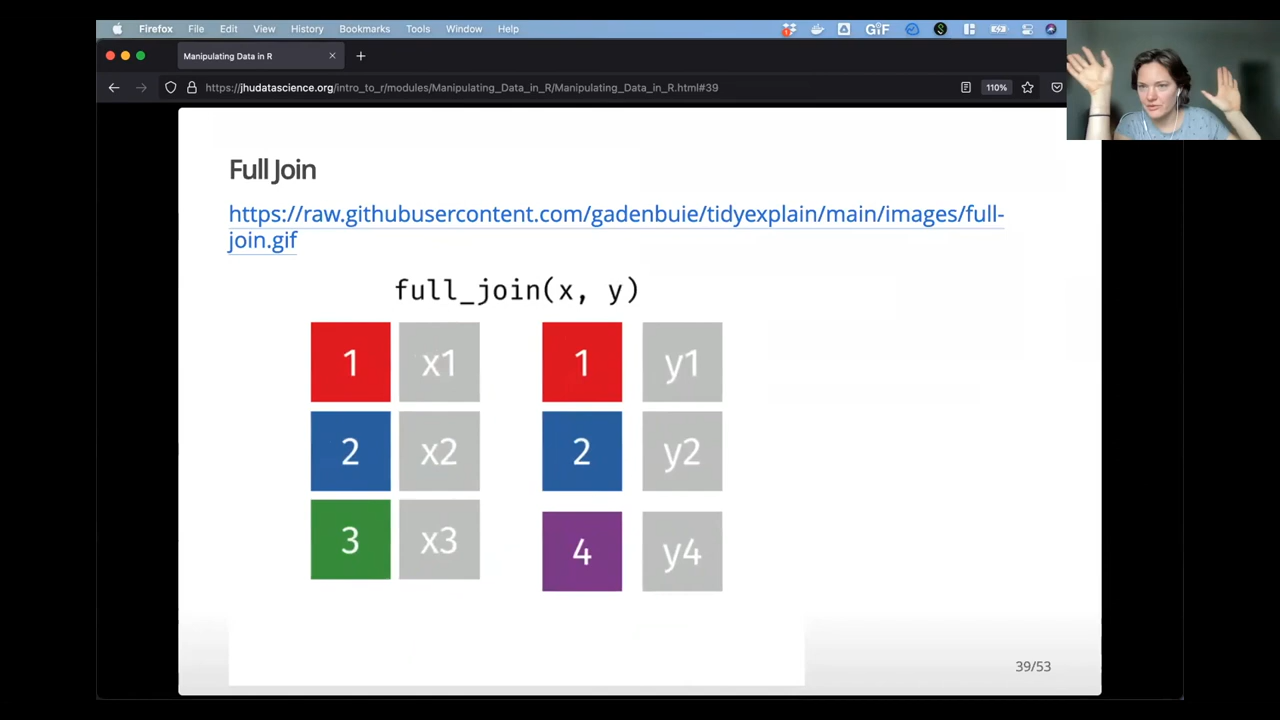 Firefox File Edit View History Bookmarks Tools Window Help
GiF
Manipulating Data in R
https://jhudatascience.org/intro_to_r/modules/Manipulating_Data_in_R/Manipulating_Data_in_R.html#39
110%
Full Join
https://raw.githubusercontent.com/gadenbuie/tidyexplain/main/images/full-
join.gif
full_join(x, y)
1 x1 1 y1
2 x2 2 y2
3 x3 4 y4
39/53